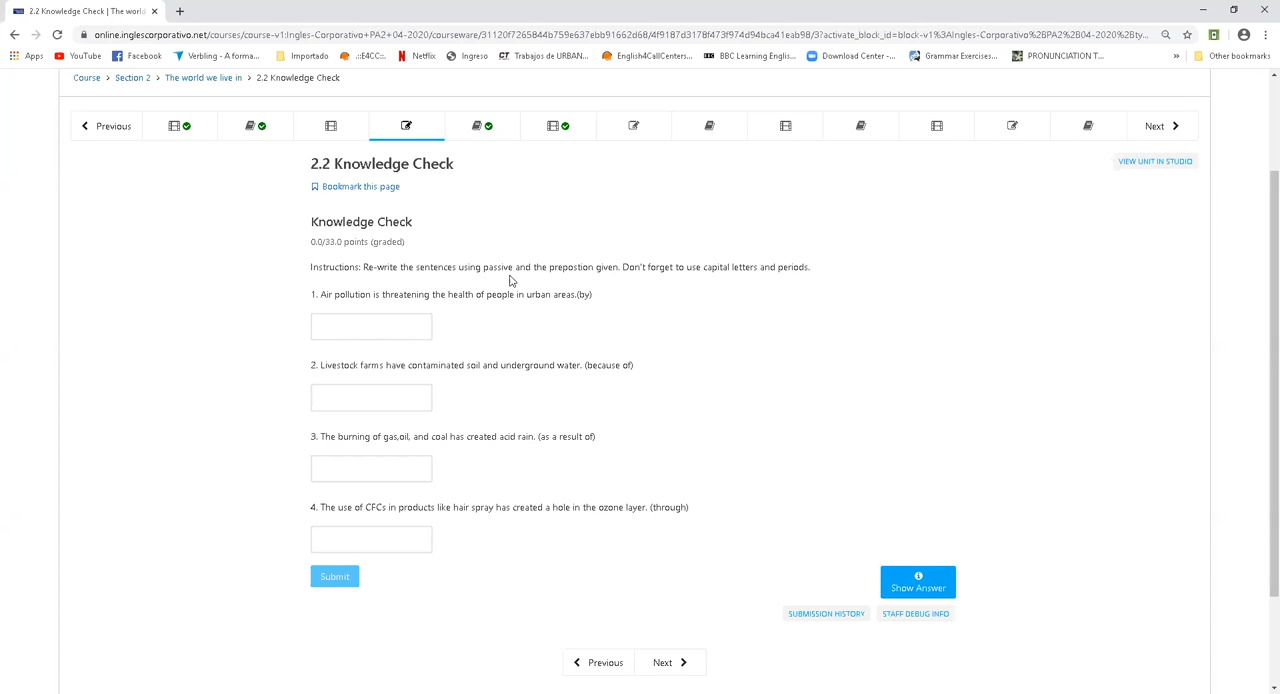 2.2 Knowledge Check | The world
online.inglescorporativo.net/courses/course-v1:Ingles-Corporativo+PA2+04-2020/courseware/31120f7265844b759e637ebb91662d68/4f9187d3178f473f974d94bca41eab98/3?activate_block_id=block-v1%3AIngles-Corporativo%2BPA2%2B04-2020%2Bty...
Apps YouTube Facebook Verbling - A forma... Importado ::E4CC::. Netflix Ingreso Trabajos de URBAN... English4CallCenters... BBC Learning Englis... Download Center -... Grammar Exercises... PRONUNCIATION T... » Other bookmarks
Course > Section 2 > The world we live in > 2.2 Knowledge Check
Previous Next
2.2 Knowledge Check
VIEW UNIT IN STUDIO
Bookmark this page
Knowledge Check
0.0/33.0 points (graded)
Instructions: Re-write the sentences using passive and the prepostion given. Don't forget to use capital letters and periods.
1. Air pollution is threatening the health of people in urban areas.(by)
2. Livestock farms have contaminated soil and underground water. (because of)
3. The burning of gas,oil, and coal has created acid rain. (as a result of)
4. The use of CFCs in products like hair spray has created a hole in the ozone layer. (through)
Submit
Show Answer
SUBMISSION HISTORY STAFF DEBUG INFO
Previous Next